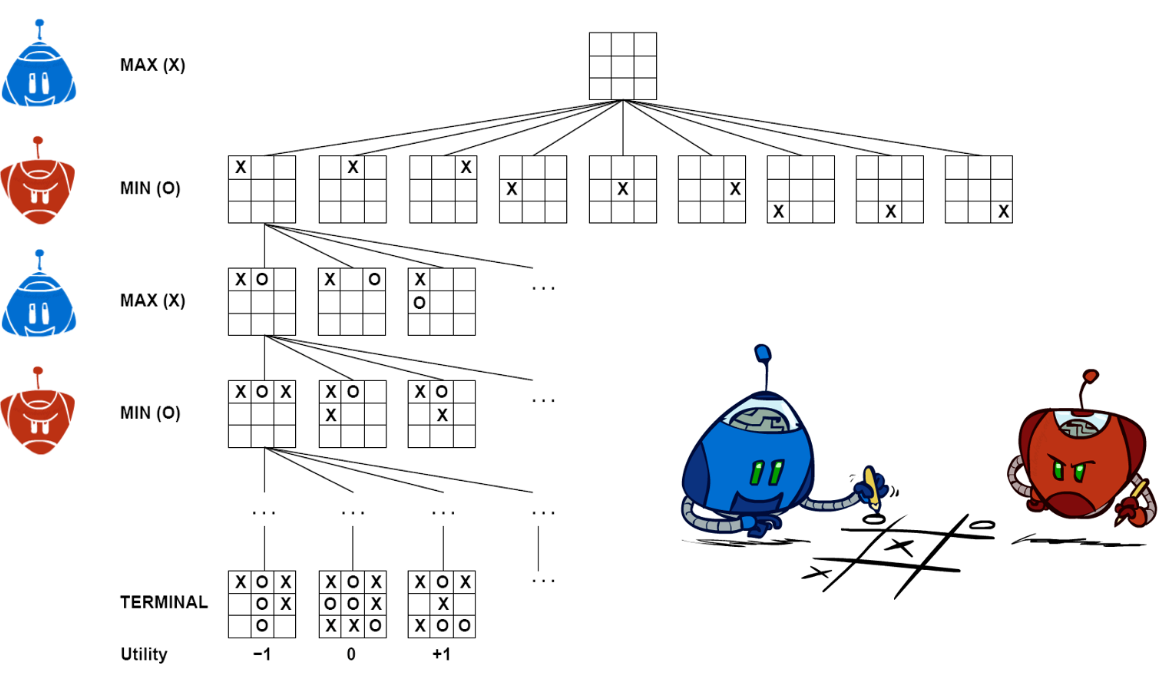 MAX (X)
X X X X X X X X X
MIN (O)
X O X O X
MAX (X)
O
...
X O X X O X O
MIN (O)
X X
...
... ... ... ...
X O X X O X X O X
...
TERMINAL
O X O O X X
O X X O X O O
Utility
−1 0 +1
O
X
O
X